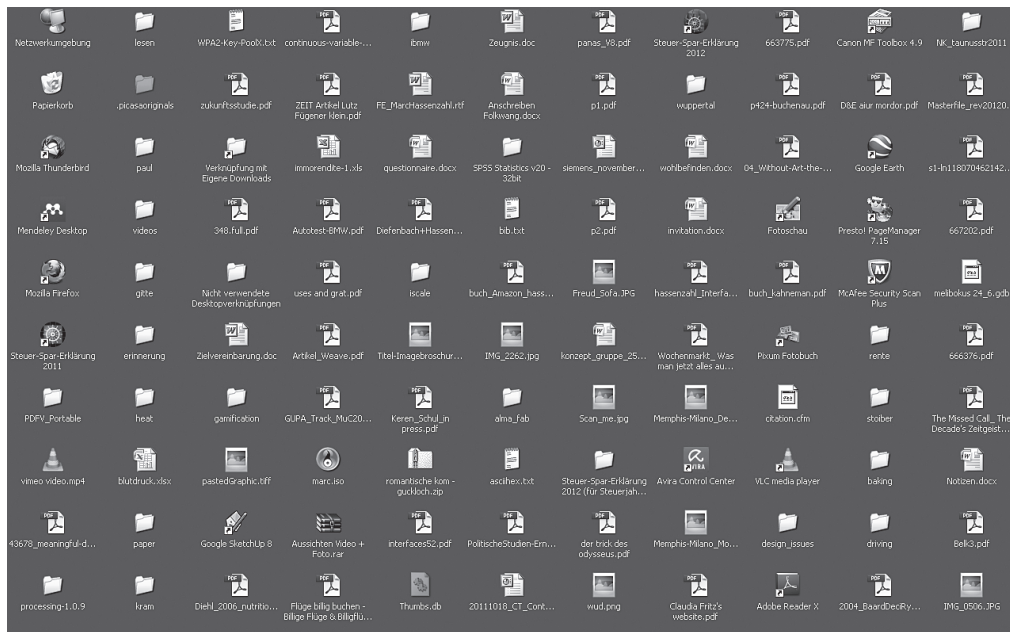 Netzwerkumgebung
lesen
WPA2-Key-PoolX.txt
continuous-variable-...
ibmw
Zeugnis.doc
panas_V8.pdf
Steuer-Spar-Erklärung
2012
663775.pdf
Canon MF Toolbox 4.9
NK_taunusstr2011
Papierkorb
.picasaoriginals
zukunftsstudie.pdf
ZEIT Artikel Lutz
Fügener klein.pdf
FE_MarcHassenzahl.rtf
Anschreiben
Folkwang.docx
p1.pdf
wuppertal
p424-buchenau.pdf
D&E aiur mordor.pdf
Masterfile_rev20120...
Mozilla Thunderbird
paul
Verknüpfung mit
Eigene Downloads
immorendite-1.xls
questionnaire.docx
SPSS Statistics v20 -
32bit
siemens_november...
wohlbefinden.docx
04_Without-Art-the-...
Google Earth
s1-ln118070462142...
Mendeley Desktop
videos
348.full.pdf
Autotest-BMW.pdf
Diefenbach+Hassen...
bib.txt
p2.pdf
invitation.docx
Fotoschau
Presto! PageManager
7.15
667202.pdf
Mozilla Firefox
gitte
Nicht verwendete
Desktopverknüpfungen
uses and grat.pdf
iscale
buch_Amazon_hass...
Freud_Sofa.JPG
hassenzahl_Interfa...
buch_kahneman.pdf
McAfee Security Scan
Plus
melibokus 24_6.gdb
Steuer-Spar-Erklärung
2011
erinnerung
Zielvereinbarung.doc
Artikel_Weave.pdf
Titel-Imagebroschur...
IMG_2262.jpg
konzept_gruppe_25...
Wochenmarkt_ Was
man jetzt alles au...
Pixum Fotobuch
rente
666376.pdf
PDFV_Portable
heat
gamification
GUPA_Track_MuC20...
Keren_Schul_in
press.pdf
alma_fab
Scan_me.jpg
Memphis-Milano_De...
citation.cfm
stoiber
The Missed Call_ The
Decade's Zeitgeist...
vimeo video.mp4
blutdruck.xlsx
pastedGraphic.tiff
marc.iso
romantische kom -
guckloch.zip
asciihex.txt
Steuer-Spar-Erklärung
2012 (für Steuerjah...
Avira Control Center
VLC media player
baking
Notizen.docx
43678_meaningful-d...
paper
Google SketchUp 8
Aussichten Video +
Foto.rar
interfaces52.pdf
PolitischeStudien-Ern...
der trick des
odysseus.pdf
Memphis-Milano_Mo...
design_issues
driving
Belk3.pdf
processing-1.0.9
kram
Diehl_2006_nutritio...
Flüge billig buchen -
Billige Flüge & Billigflü...
Thumbs.db
20111018_CT_Cont...
wud.png
Claudia Fritz's
website.pdf
Adobe Reader X
2004_BaardDeciRy...
IMG_0506.JPG